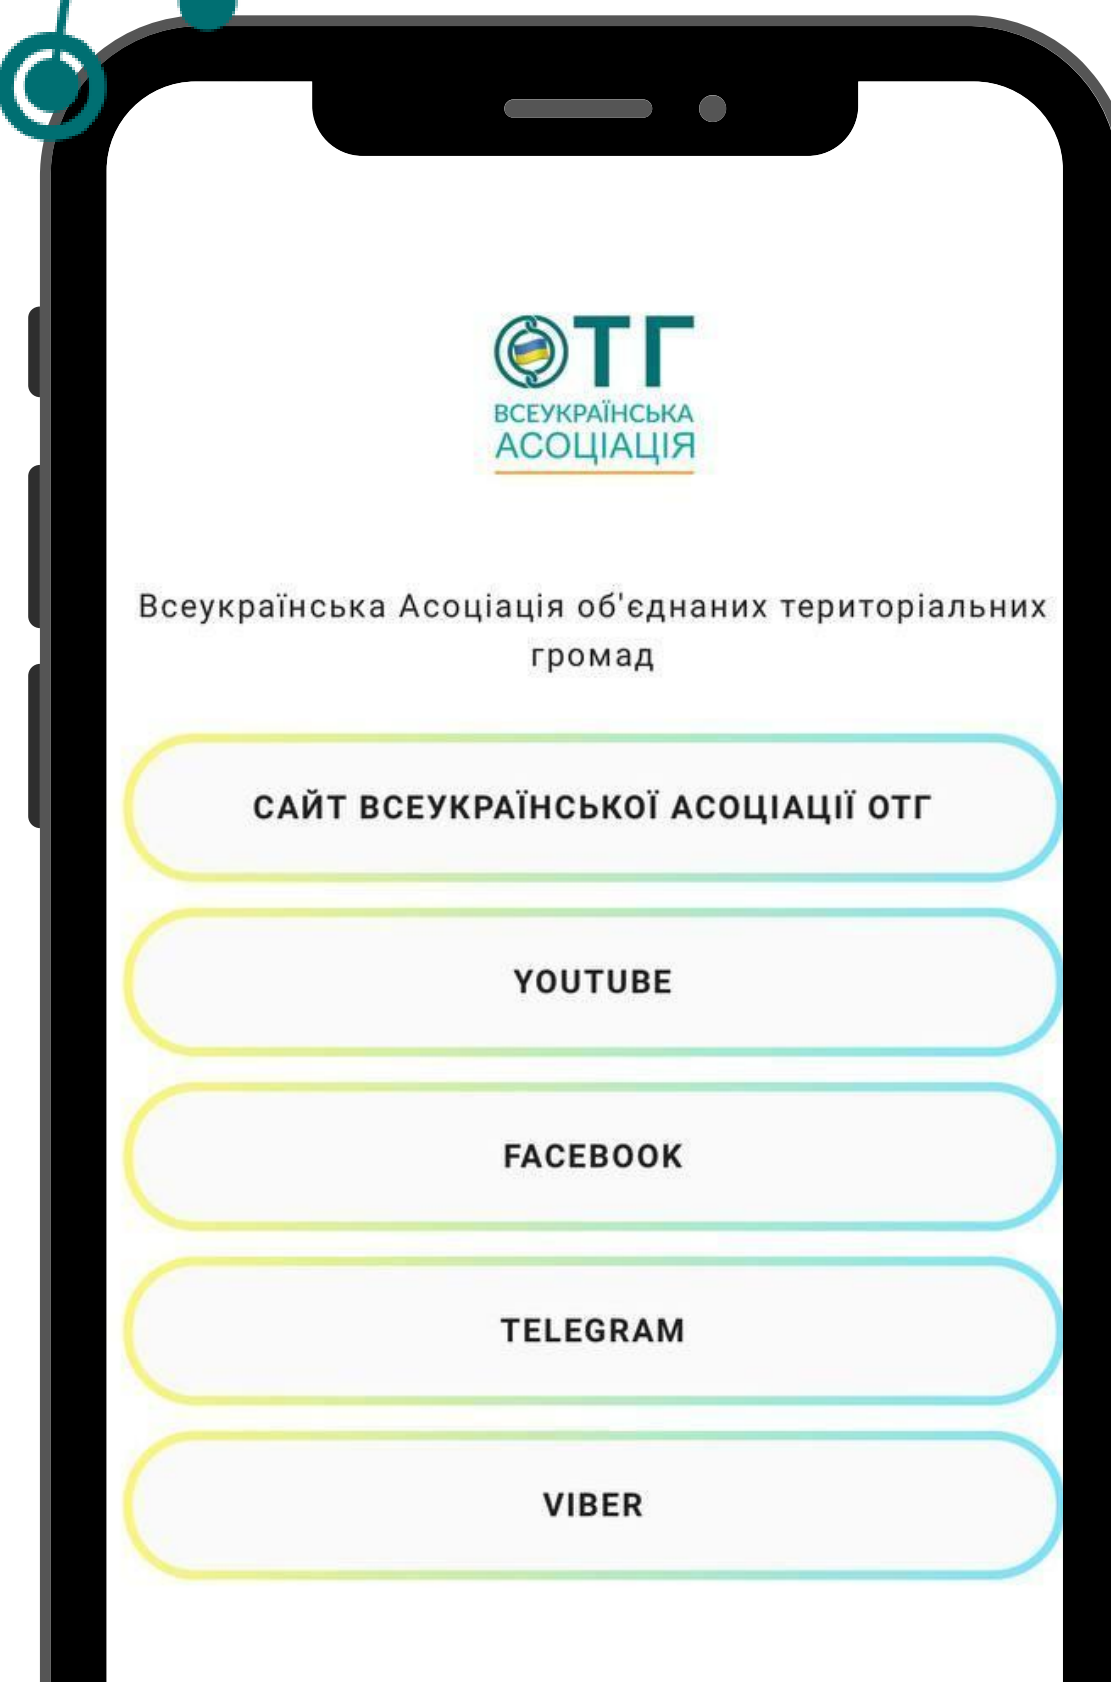 ОТГ
ВСЕУКРАЇНСЬКА
АСОЦІАЦІЯ
Всеукраїнська Асоціація об'єднаних територіальних
громад
САЙТ ВСЕУКРАЇНСЬКОЇ АСОЦІАЦІЇ ОТГ
YOUTUBE
FACEBOOK
TELEGRAM
VIBER